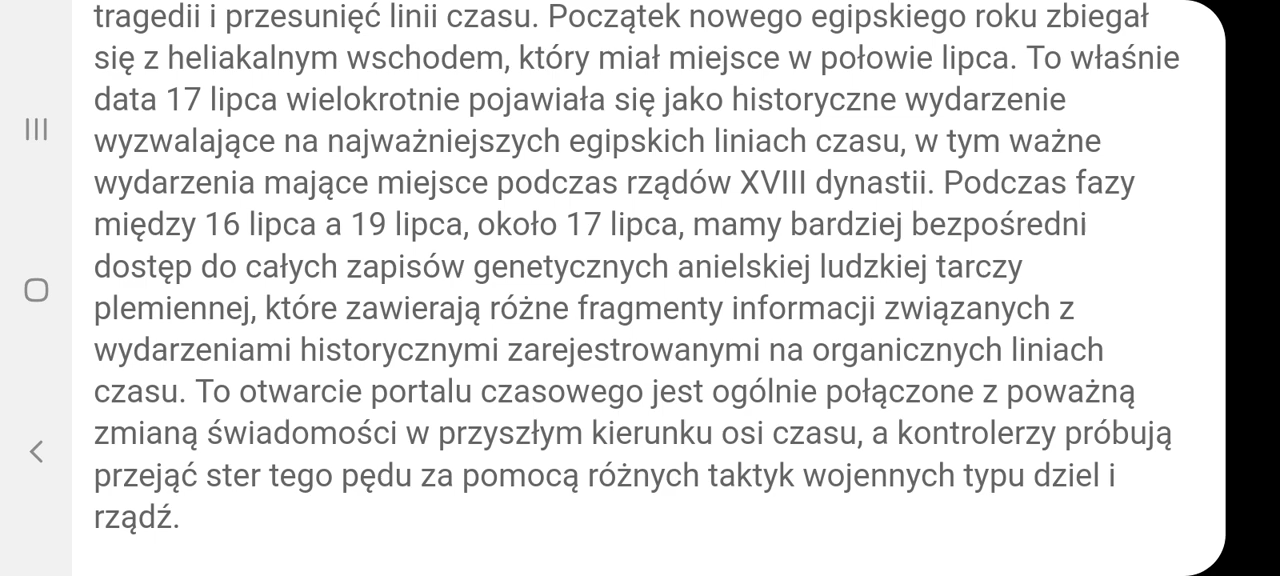 tragedii i przesunięć linii czasu. Początek nowego egipskiego roku zbiegał
się z heliakalnym wschodem, który miał miejsce w połowie lipca. To właśnie
data 17 lipca wielokrotnie pojawiała się jako historyczne wydarzenie
wyzwalające na najważniejszych egipskich liniach czasu, w tym ważne
wydarzenia mające miejsce podczas rządów XVIII dynastii. Podczas fazy
między 16 lipca a 19 lipca, około 17 lipca, mamy bardziej bezpośredni
dostęp do całych zapisów genetycznych anielskiej ludzkiej tarczy
plemiennej, które zawierają różne fragmenty informacji związanych z
wydarzeniami historycznymi zarejestrowanymi na organicznych liniach
czasu. To otwarcie portalu czasowego jest ogólnie połączone z poważną
zmianą świadomości w przyszłym kierunku osi czasu, a kontrolerzy próbują
przejąć ster tego pędu za pomocą różnych taktyk wojennych typu dziel i
rządź.